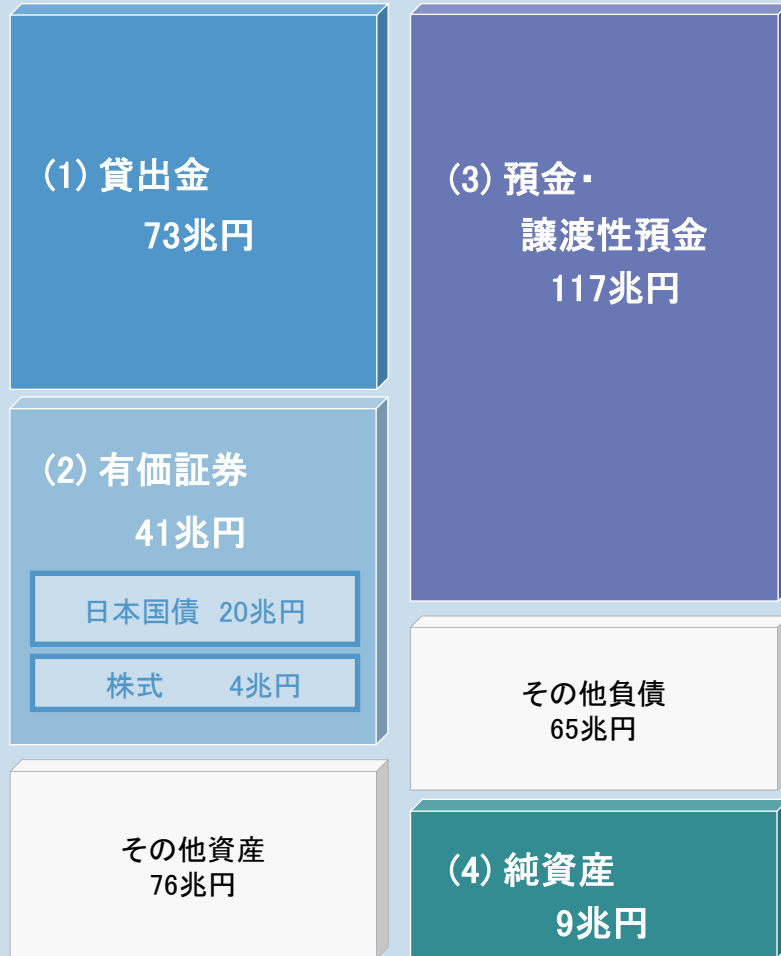 (1) 貸出金
73兆円
(2) 有価証券
41兆円
日本国債 20兆円
株式 4兆円
その他資産
76兆円
(3) 預金・
譲渡性預金
117兆円
その他負債
65兆円
(4) 純資産
9兆円